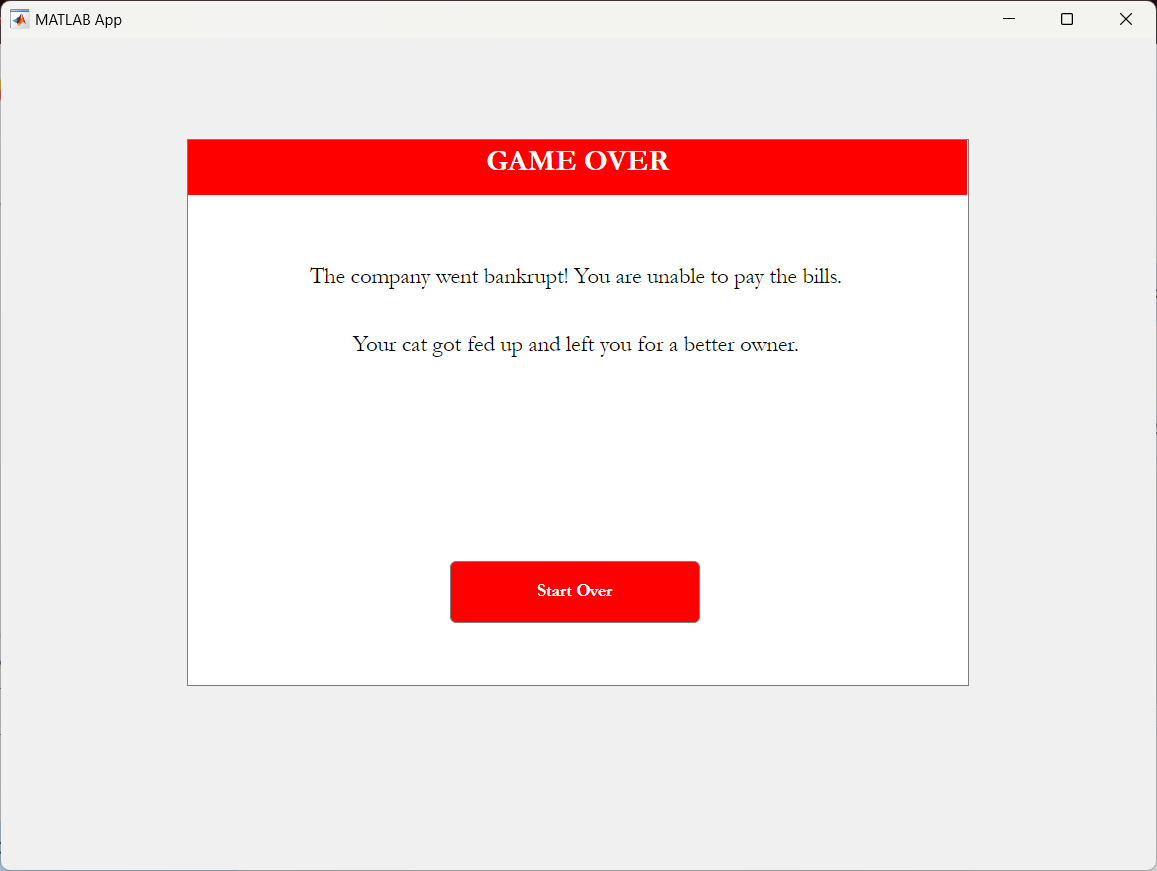 MATLAB App
GAME OVER
The company went bankrupt! You are unable to pay the bills.
Your cat got fed up and left you for a better owner.
Start Over